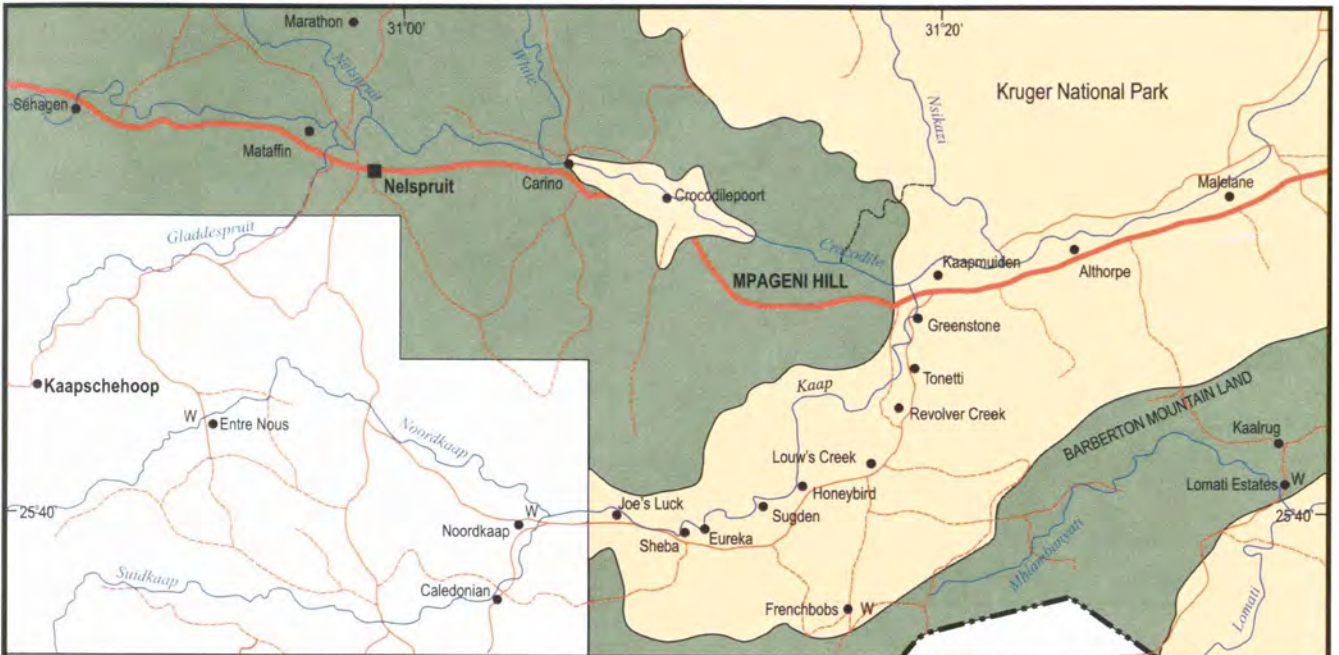 31°00'
31°20'
Marathon
Nelspruit
White
Nsikazi
Kruger National Park
Sehagen
Mataffin
Nelspruit
Carino
Crocodilepoort
Malelane
Gladdespruit
Crocodile
Kaapmuiden
Althorpe
MPAGENI HILL
Greenstone
Kaapschehoop
Kaap
Tonetti
BARBERTON MOUNTAIN LAND
W
Entre Nous
Noordkaap
Revolver Creek
Kaalrug
Louw's Creek
Lomati Estates
W
Honeybird
25°40'
Joe's Luck
Sugden
25°40'
Noordkaap
W
Sheba
Eureka
Mhlambanyati
Suidkaap
Caledonian
Frenchbobs
W
Lomati